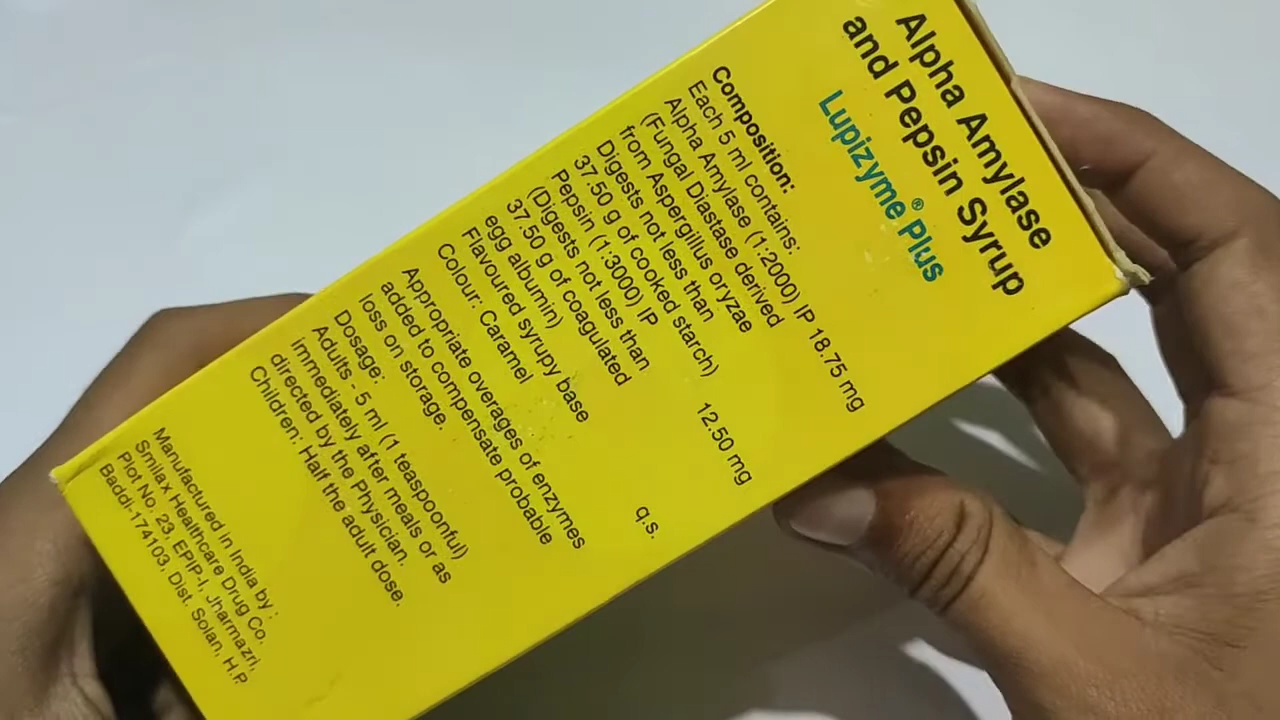 Alpha Amylase
and Pepsin Syrup
Lupizyme® Plus
Composition:
Each 5 ml contains:
Alpha Amylase (1:2000) IP 18.75 mg
(Fungal Diastase derived
from Aspergillus oryzae
Digests not less than
37.50 g of cooked starch)
Pepsin (1:3000) IP 12.50 mg
(Digests not less than
37.50 g of coagulated
egg albumin)
Flavoured syrupy base q.s.
Colour: Caramel
Appropriate overages of enzymes
added to compensate probable
loss on storage.
Dosage:
Adults - 5 ml (1 teaspoonful)
immediately after meals or as
directed by the Physician.
Children: Half the adult dose.
Manufactured in India by :
Smilax Healthcare Drug Co.
Plot No. 23, EPIP-I, Jharmazri,
Baddi-174103, Dist. Solan, H.P.